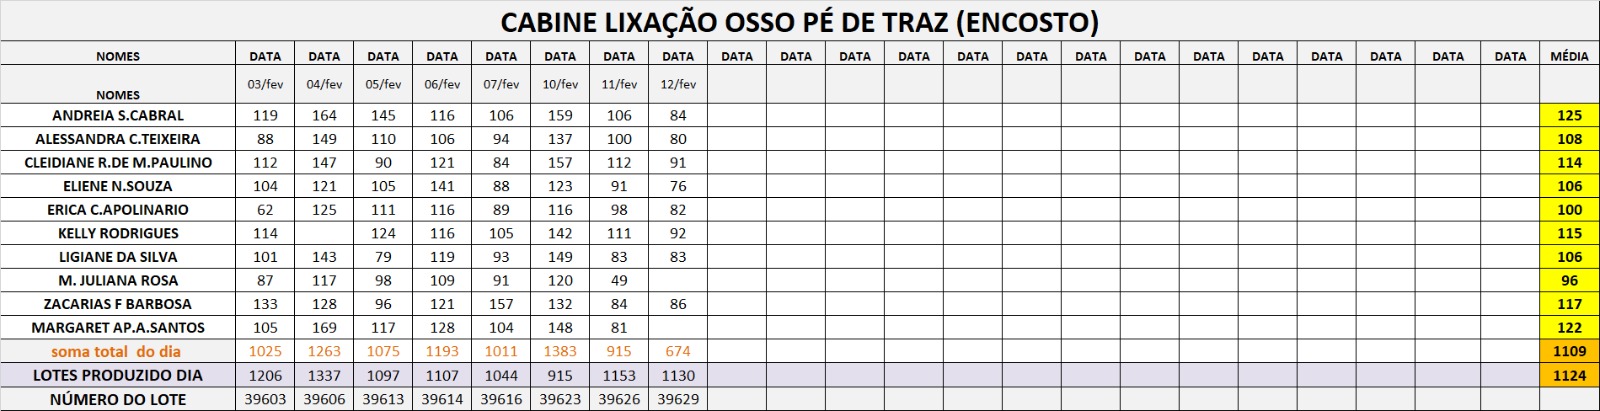 CABINE LIXAÇÃO OSSO PÉ DE TRAZ (ENCOSTO)
NOMES DATA DATA DATA DATA DATA DATA DATA DATA DATA DATA DATA DATA DATA DATA DATA DATA DATA DATA DATA DATA DATA DATA MÉDIA
NOMES 03/fev 04/fev 05/fev 06/fev 07/fev 10/fev 11/fev 12/fev
ANDREIA S.CABRAL 119 164 145 116 106 159 106 84 125
ALESSANDRA C.TEIXEIRA 88 149 110 106 94 137 100 80 108
CLEIDIANE R.DE M.PAULINO 112 147 90 121 84 157 112 91 114
ELIENE N.SOUZA 104 121 105 141 88 123 91 76 106
ERICA C.APOLINARIO 62 125 111 116 89 116 98 82 100
KELLY RODRIGUES 114 124 116 105 142 111 92 115
LIGIANE DA SILVA 101 143 79 119 93 149 83 83 106
M. JULIANA ROSA 87 117 98 109 91 120 49 96
ZACARIAS F BARBOSA 133 128 96 121 157 132 84 86 117
MARGARET AP.A.SANTOS 105 169 117 128 104 148 81 122
soma total do dia 1025 1263 1075 1193 1011 1383 915 674 1109
LOTES PRODUZIDO DIA 1206 1337 1097 1107 1044 915 1153 1130 1124
NÚMERO DO LOTE 39603 39606 39613 39614 39616 39623 39626 39629